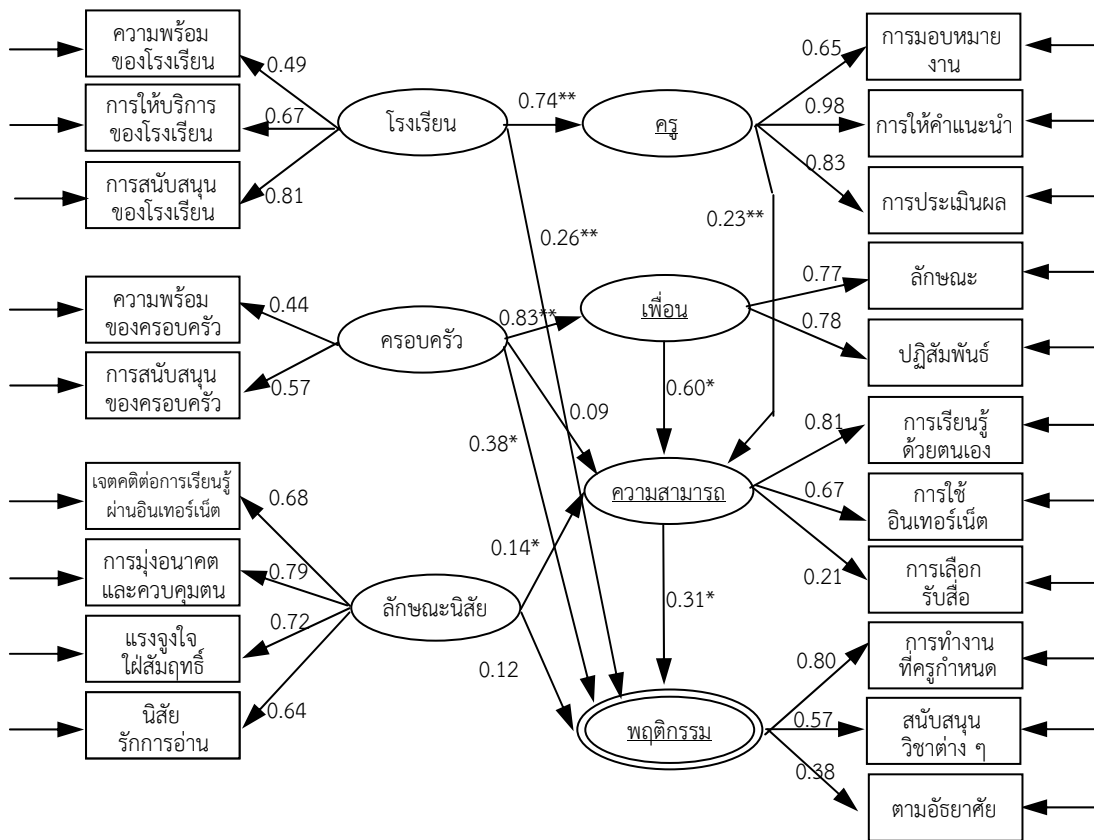 ความพร้อม
ของโรงเรียน
0.49
การให้บริการ
ของโรงเรียน
0.67
การสนับสนุน
ของโรงเรียน
0.81
โรงเรียน
0.74**
ครู
0.65
การมอบหมาย
งาน
0.98
การให้คำแนะนำ
0.83
การประเมินผล
0.26**
0.23**
ความพร้อม
ของครอบครัว
0.44
การสนับสนุน
ของครอบครัว
0.57
ครอบครัว
0.83**
เพื่อน
0.77
ลักษณะ
0.78
ปฏิสัมพันธ์
0.60*
0.09
0.38*
เจตคติต่อการเรียนรู้
ผ่านอินเทอร์เน็ต
0.68
การมุ่งอนาคต
และควบคุมตน
0.79
แรงจูงใจ
ใฝ่สัมฤทธิ์
0.72
นิสัย
รักการอ่าน
0.64
ลักษณะนิสัย
0.14*
0.12
ความสามารถ
0.81
การเรียนรู้
ด้วยตนเอง
0.67
การใช้
อินเทอร์เน็ต
0.21
การเลือก
รับสื่อ
0.31*
พฤติกรรม
0.80
การทำงาน
ที่ครูกำหนด
0.57
สนับสนุน
วิชาต่าง ๆ
0.38
ตามอัธยาศัย